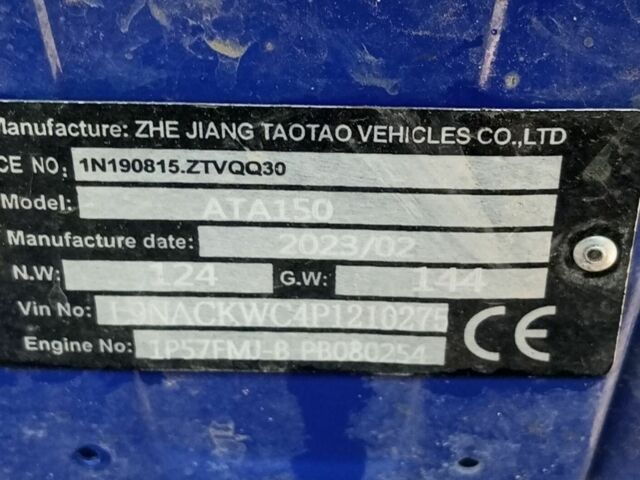 Manufacture: ZHE JIANG TAOTAO VEHICLES CO.,LTD
CE NO: 1N190815.ZTVQQ30
Model: ATA150
Manufacture date: 2023/02
N.W: 124 G.W: 144
Vin No: L9NACKWC4P1210275
Engine No: 1P57FMJ-B PB080254
CE